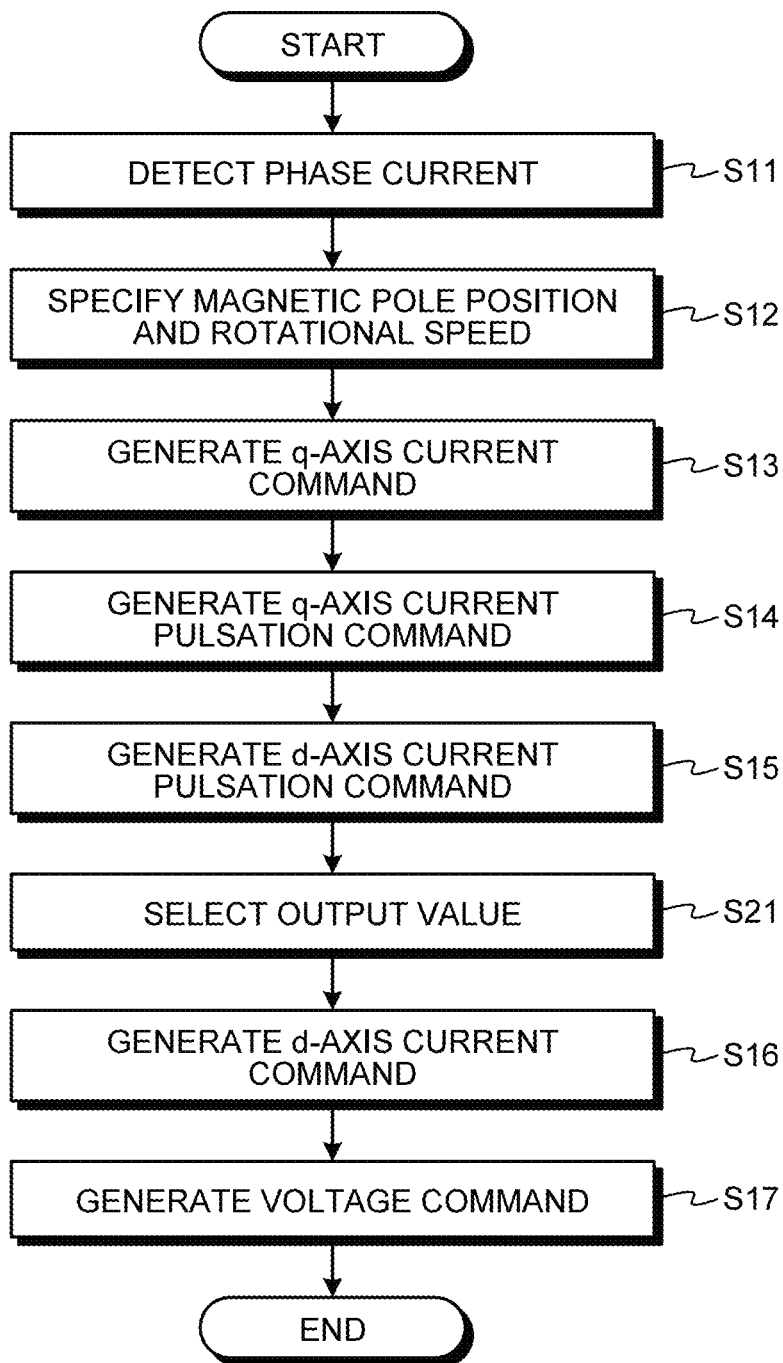 START
DETECT PHASE CURRENT
S11
SPECIFY MAGNETIC POLE POSITION
AND ROTATIONAL SPEED
S12
GENERATE q-AXIS CURRENT
COMMAND
S13
GENERATE q-AXIS CURRENT
PULSATION COMMAND
S14
GENERATE d-AXIS CURRENT
PULSATION COMMAND
S15
SELECT OUTPUT VALUE
S21
GENERATE d-AXIS CURRENT
COMMAND
S16
GENERATE VOLTAGE COMMAND
S17
END